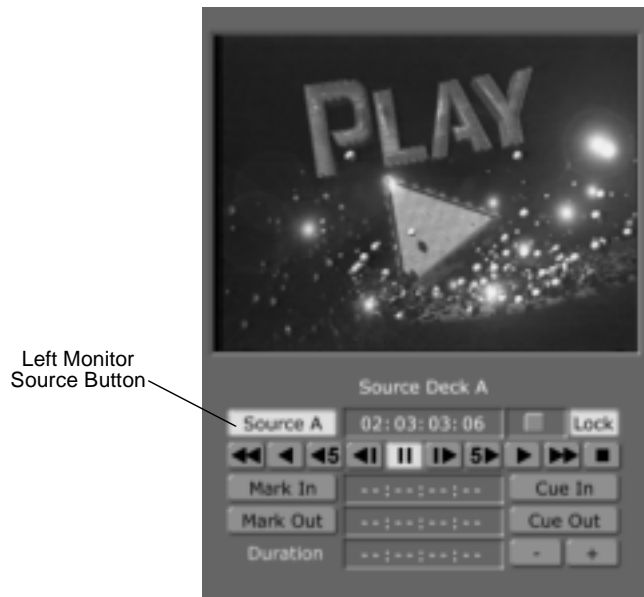 PLAY
Left Monitor
Source Button
Source Deck A
Source A 02:03:03:06 Lock
5 5
Mark In --:--:--:-- Cue In
Mark Out --:--:--:-- Cue Out
Duration --:--:--:-- - +